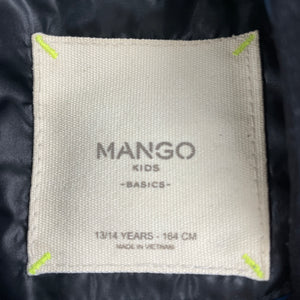 MANGO
KIDS
-BASICS-
13/14 YEARS - 164 CM
MADE IN VIETNAM